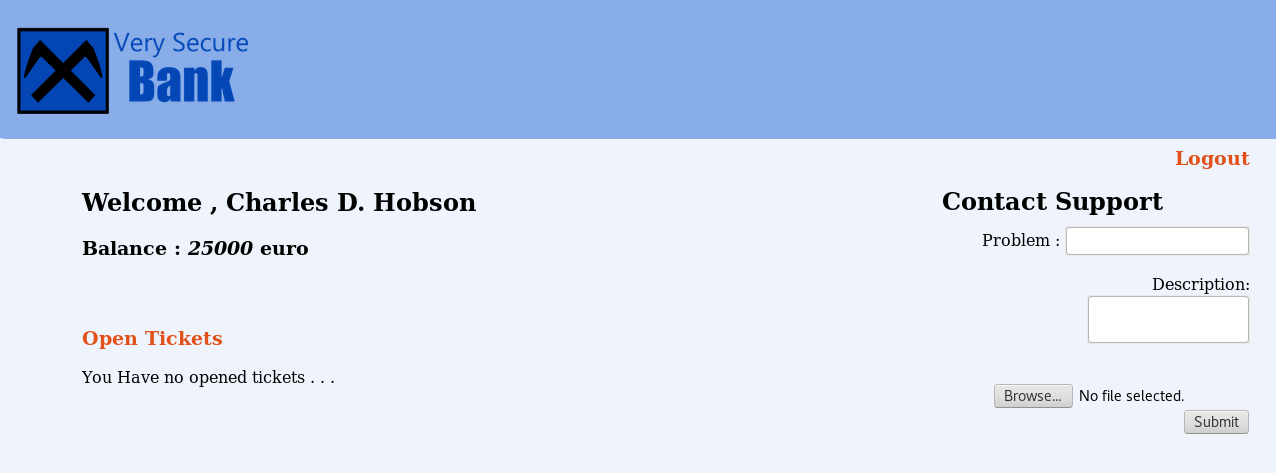 Very Secure
Bank
Logout
Welcome , Charles D. Hobson
Balance : 25000 euro
Open Tickets
You Have no opened tickets . . .
Contact Support
Problem :
Description:
Browse... No file selected.
Submit